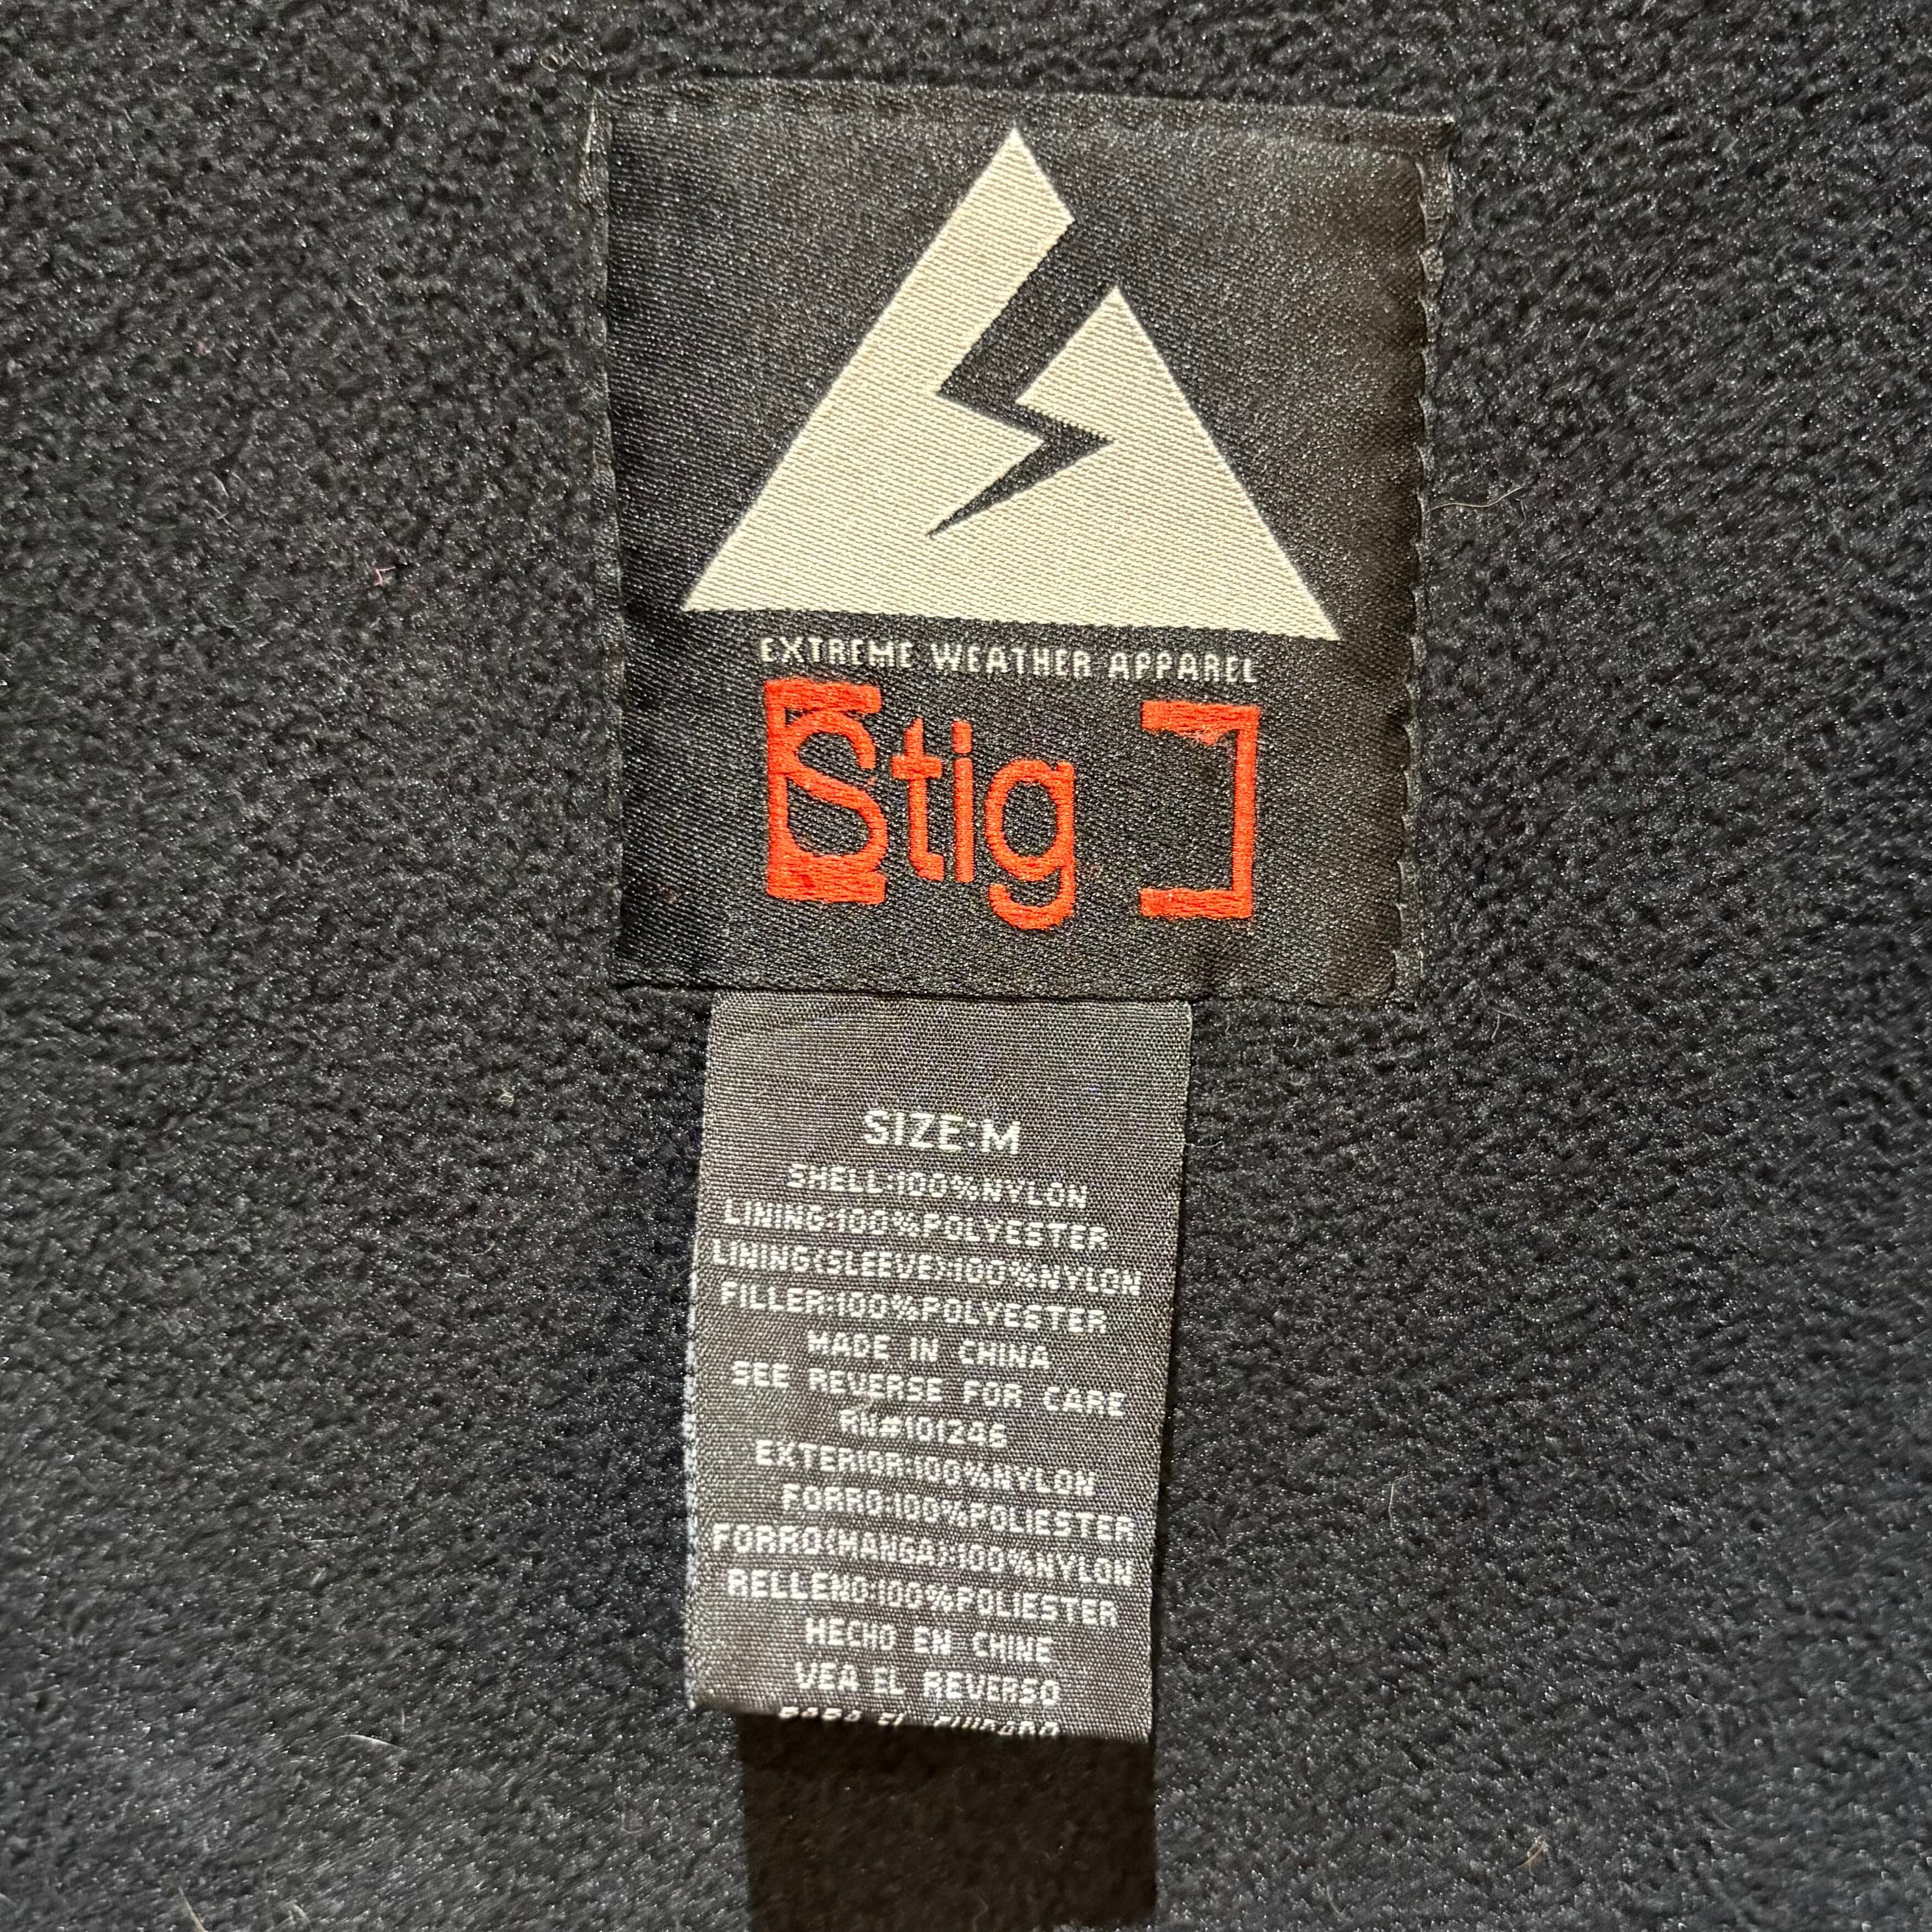 EXTREME WEATHER APPAREL
[Stig ]
SIZE:M
SHELL:100%NYLON
LINING:100%POLYESTER
LINING(SLEEVE):100%NYLON
FILLER:100%POLYESTER
MADE IN CHINA
SEE REVERSE FOR CARE
RN#101246
EXTERIOR:100%NYLON
FORRO:100%POLIESTER
FORRO(MANGA):100%NYLON
RELLENO:100%POLIESTER
HECHO EN CHINE
VEA EL REVERSO